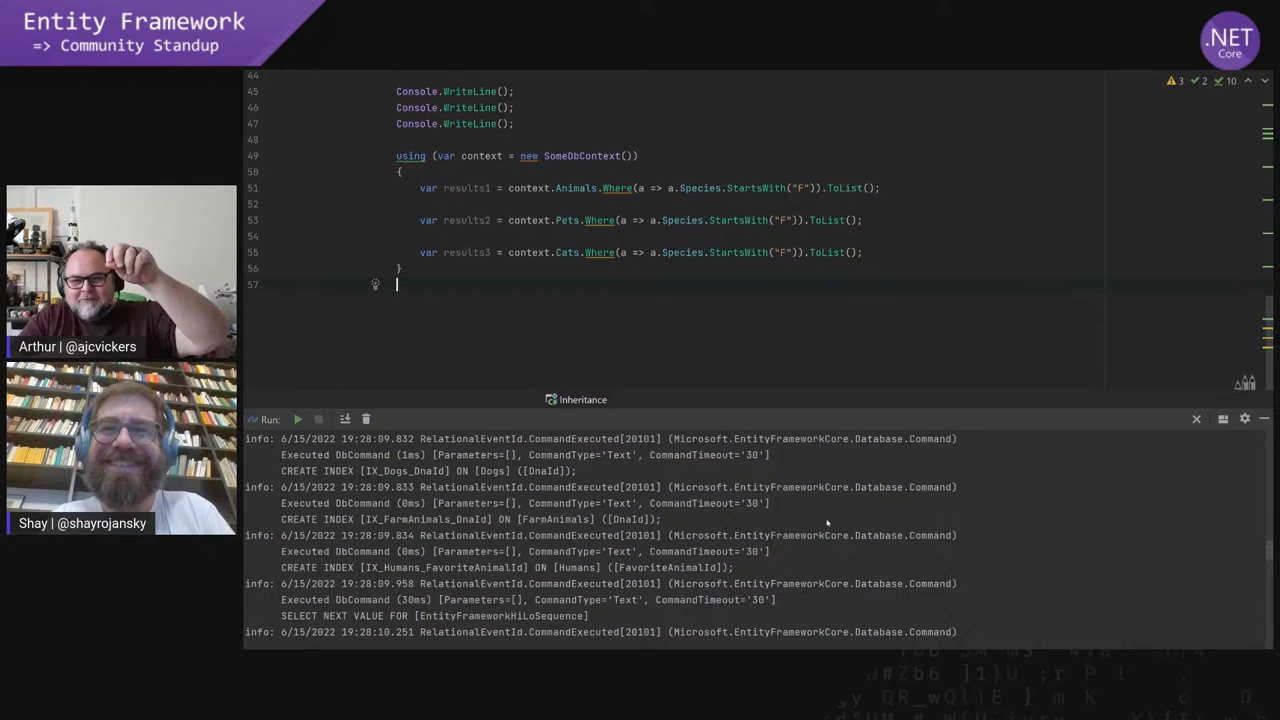 Entity Framework
=> Community Standup
.NET
Core
3 2 10
44
45 Console.WriteLine();
46 Console.WriteLine();
47 Console.WriteLine();
48
49 using (var context = new SomeDbContext())
50 {
51 var results1 = context.Animals.Where(a => a.Species.StartsWith("F")).ToList();
52
53 var results2 = context.Pets.Where(a => a.Species.StartsWith("F")).ToList();
54
55 var results3 = context.Cats.Where(a => a.Species.StartsWith("F")).ToList();
56 }
57
Arthur | @ajcvickers
Shay | @shayrojansky
Inheritance
Run:
info: 6/15/2022 19:28:09.832 RelationalEventId.CommandExecuted[20101] (Microsoft.EntityFrameworkCore.Database.Command)
Executed DbCommand (1ms) [Parameters=[], CommandType='Text', CommandTimeout='30']
CREATE INDEX [IX_Dogs_DnaId] ON [Dogs] ([DnaId]);
info: 6/15/2022 19:28:09.833 RelationalEventId.CommandExecuted[20101] (Microsoft.EntityFrameworkCore.Database.Command)
Executed DbCommand (0ms) [Parameters=[], CommandType='Text', CommandTimeout='30']
CREATE INDEX [IX_FarmAnimals_DnaId] ON [FarmAnimals] ([DnaId]);
info: 6/15/2022 19:28:09.834 RelationalEventId.CommandExecuted[20101] (Microsoft.EntityFrameworkCore.Database.Command)
Executed DbCommand (0ms) [Parameters=[], CommandType='Text', CommandTimeout='30']
CREATE INDEX [IX_Humans_FavoriteAnimalId] ON [Humans] ([FavoriteAnimalId]);
info: 6/15/2022 19:28:09.958 RelationalEventId.CommandExecuted[20101] (Microsoft.EntityFrameworkCore.Database.Command)
Executed DbCommand (30ms) [Parameters=[], CommandType='Text', CommandTimeout='30']
SELECT NEXT VALUE FOR [EntityFrameworkHiLoSequence]
info: 6/15/2022 19:28:10.251 RelationalEventId.CommandExecuted[20101] (Microsoft.EntityFrameworkCore.Database.Command)